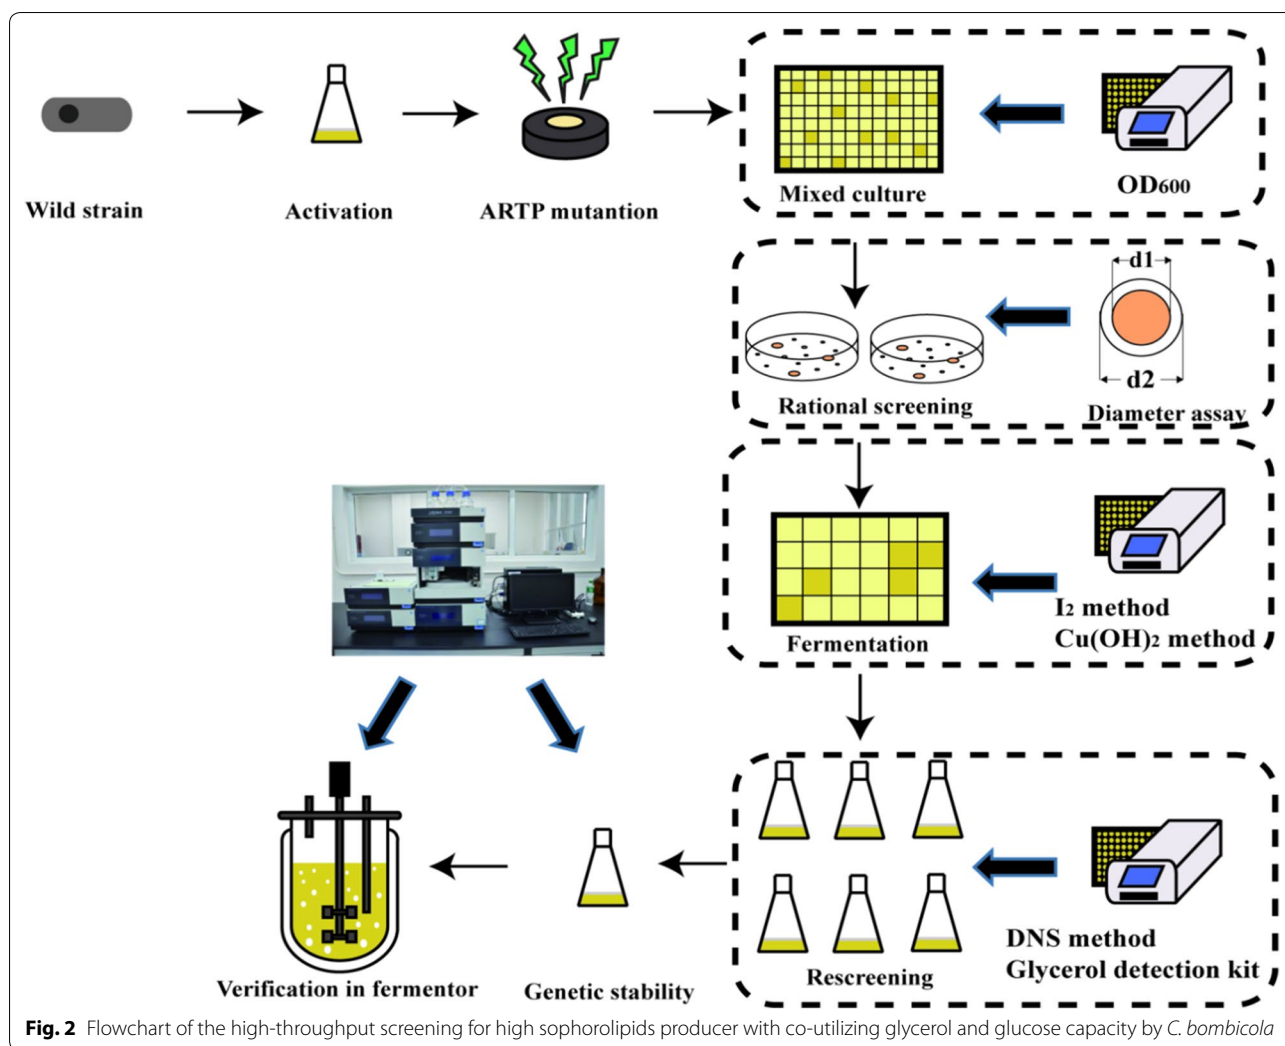 Wild strain
Activation
ARTP mutantion
Mixed culture
OD600
d1
d2
Rational screening
Diameter assay
Fermentation
I2 method
Cu(OH)2 method
Rescreening
DNS method
Glycerol detection kit
Genetic stability
Verification in fermentor
Fig. 2 Flowchart of the high-throughput screening for high sophorolipids producer with co-utilizing glycerol and glucose capacity by C. bombicola